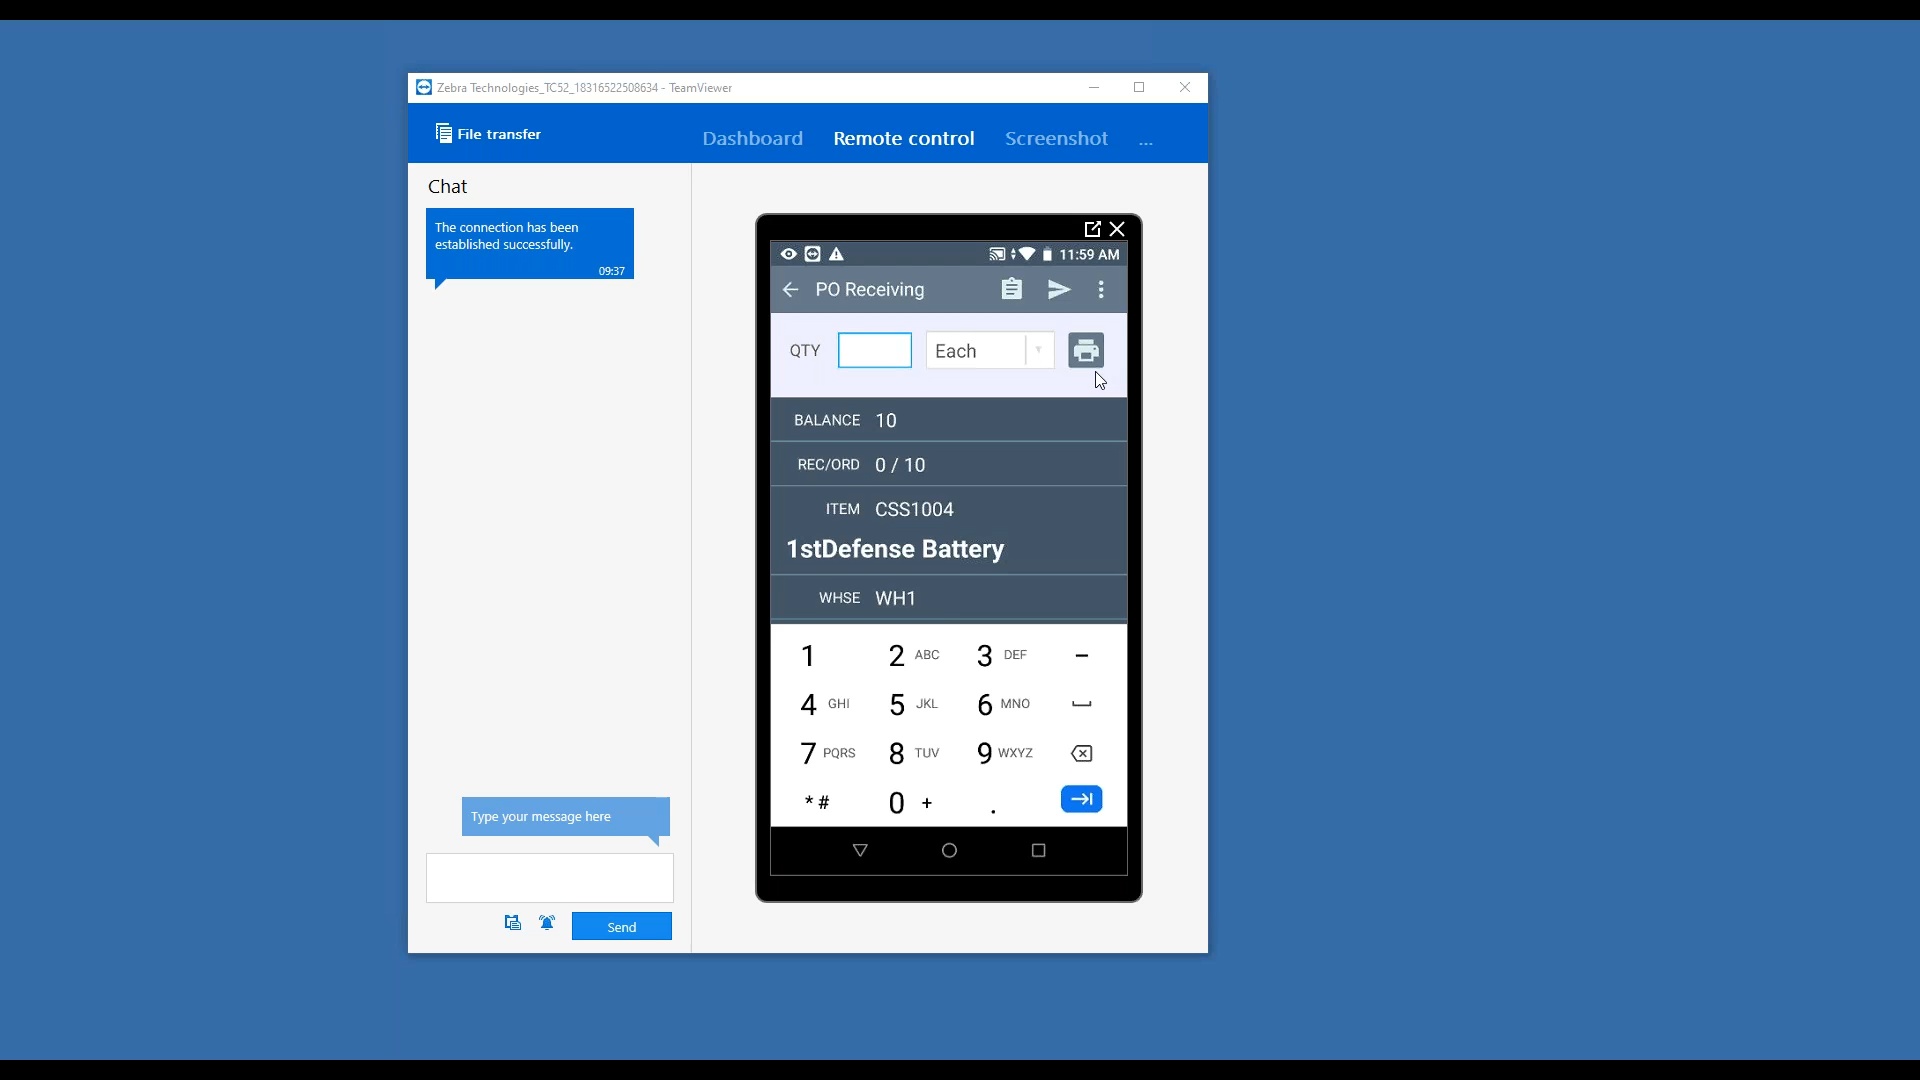 Zebra Technologies_TC52_18316522508634 - TeamViewer
File transfer
Dashboard
Remote control
Screenshot
...
Chat
The connection has been
established successfully.
09:37
Type your message here
Send
11:59 AM
PO Receiving
QTY
Each
BALANCE 10
REC/ORD 0 / 10
ITEM CSS1004
1stDefense Battery
WHSE WH1
1 2 ABC 3 DEF -
4 GHI 5 JKL 6 MNO
7 PQRS 8 TUV 9 WXYZ
* # 0 + .